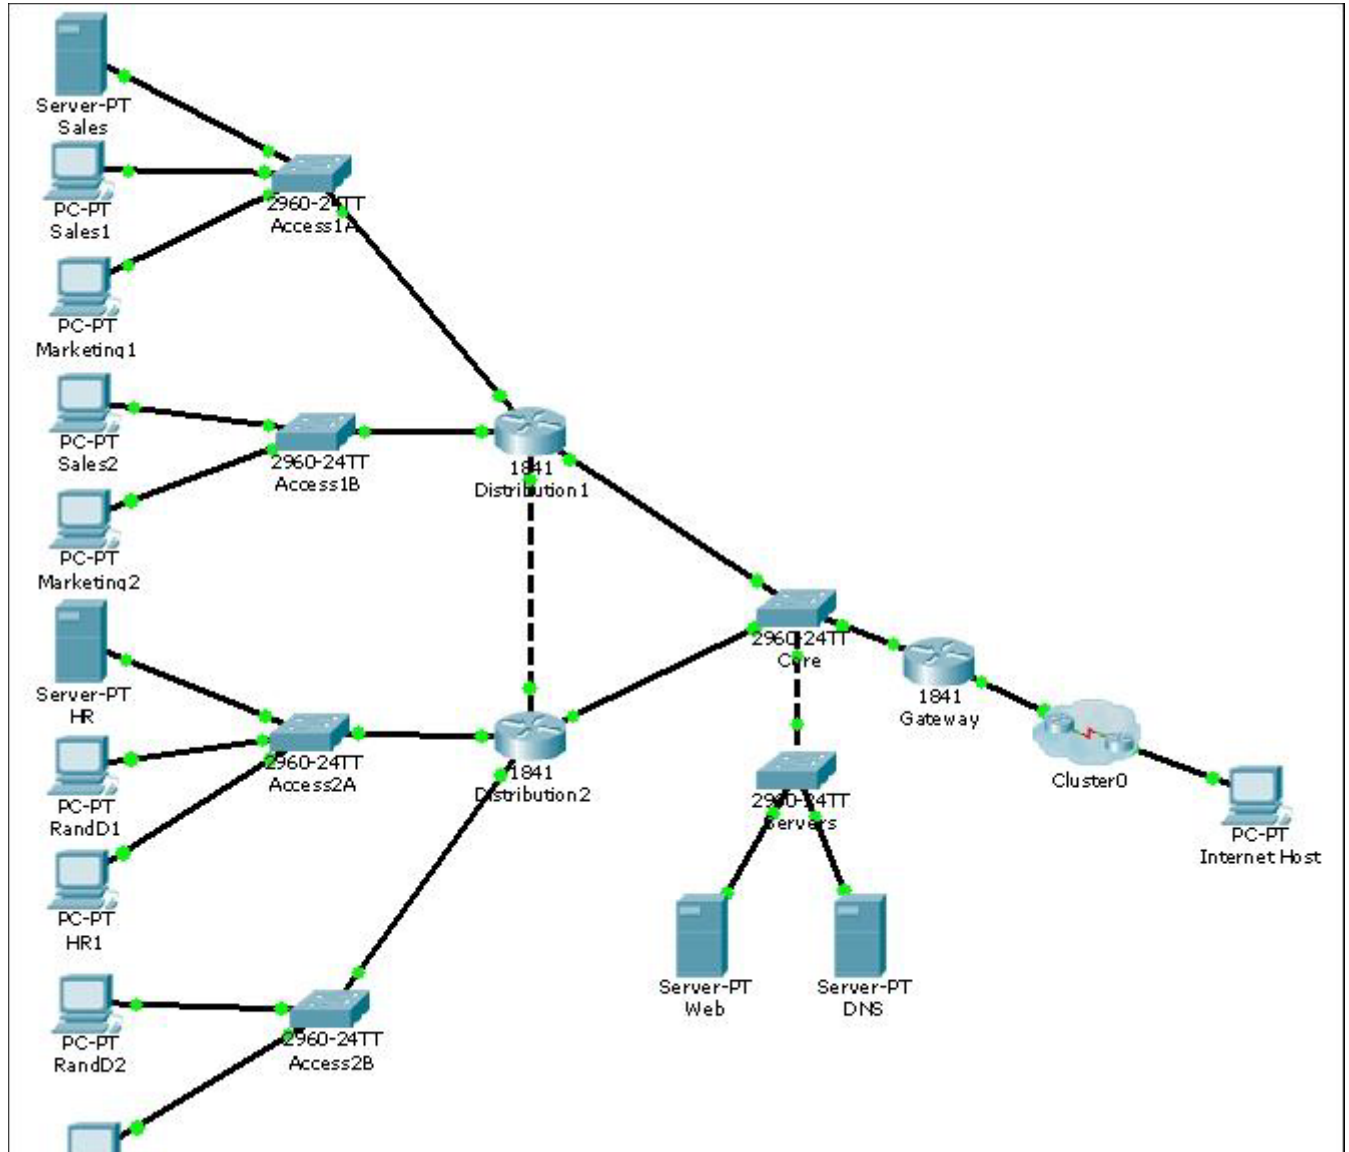 Server-PT
Sales
PC-PT
Sales1
2960-24TT
Access1A
PC-PT
Marketing1
PC-PT
Sales2
2960-24TT
Access1B
1841
Distribution1
PC-PT
Marketing2
Server-PT
HR
2960-24TT
Core
1841
Gateway
PC-PT
RandD1
2960-24TT
Access2A
1841
Distribution2
Cluster0
2960-24TT
Servers
PC-PT
Internet Host
PC-PT
HR1
Server-PT
Web
Server-PT
DNS
PC-PT
RandD2
2960-24TT
Access2B